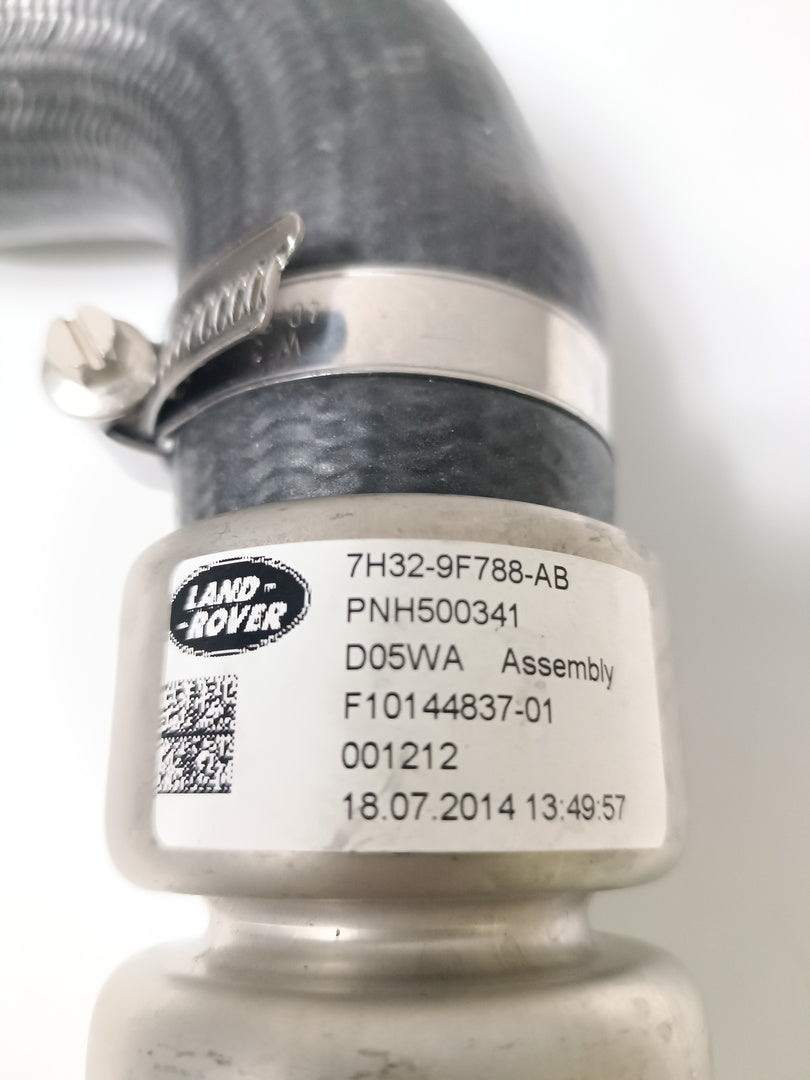 LAND-
-ROVER
7H32-9F788-AB
PNH500341
D05WA Assembly
F10144837-01
001212
18.07.2014 13:49:57